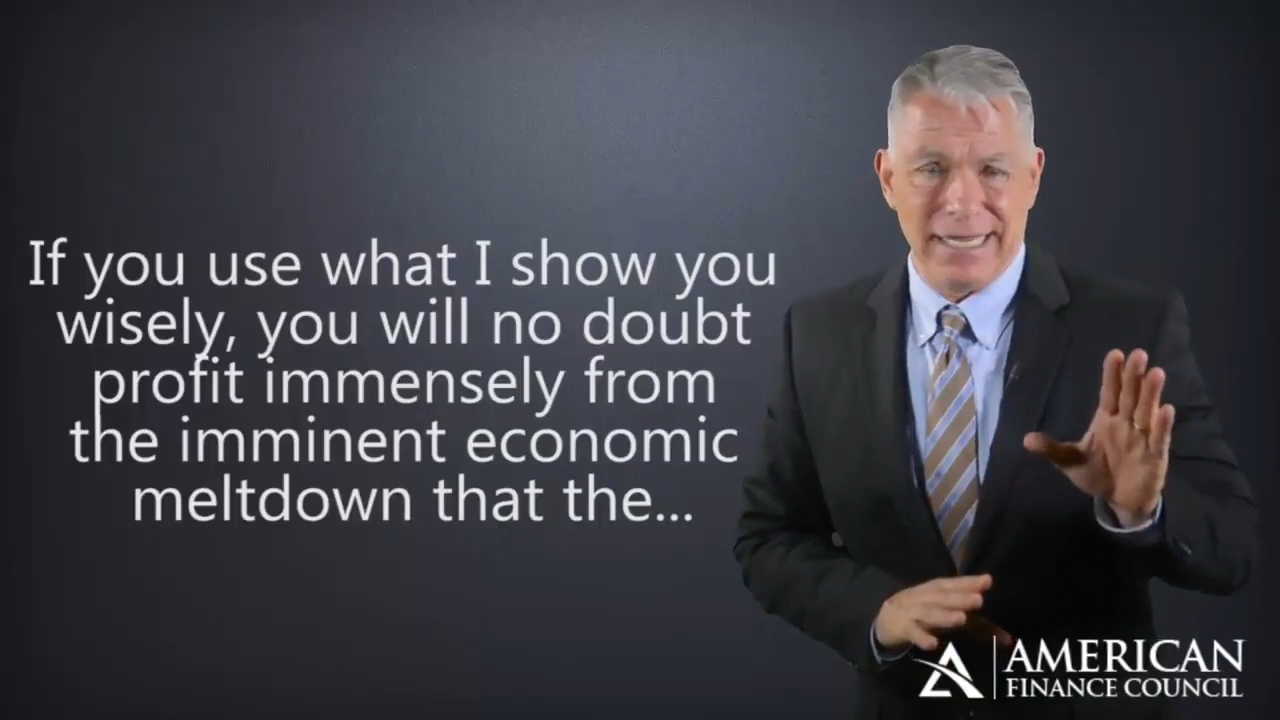 If you use what I show you
wisely, you will no doubt
profit immensely from
the imminent economic
meltdown that the...
AMERICAN
FINANCE COUNCIL